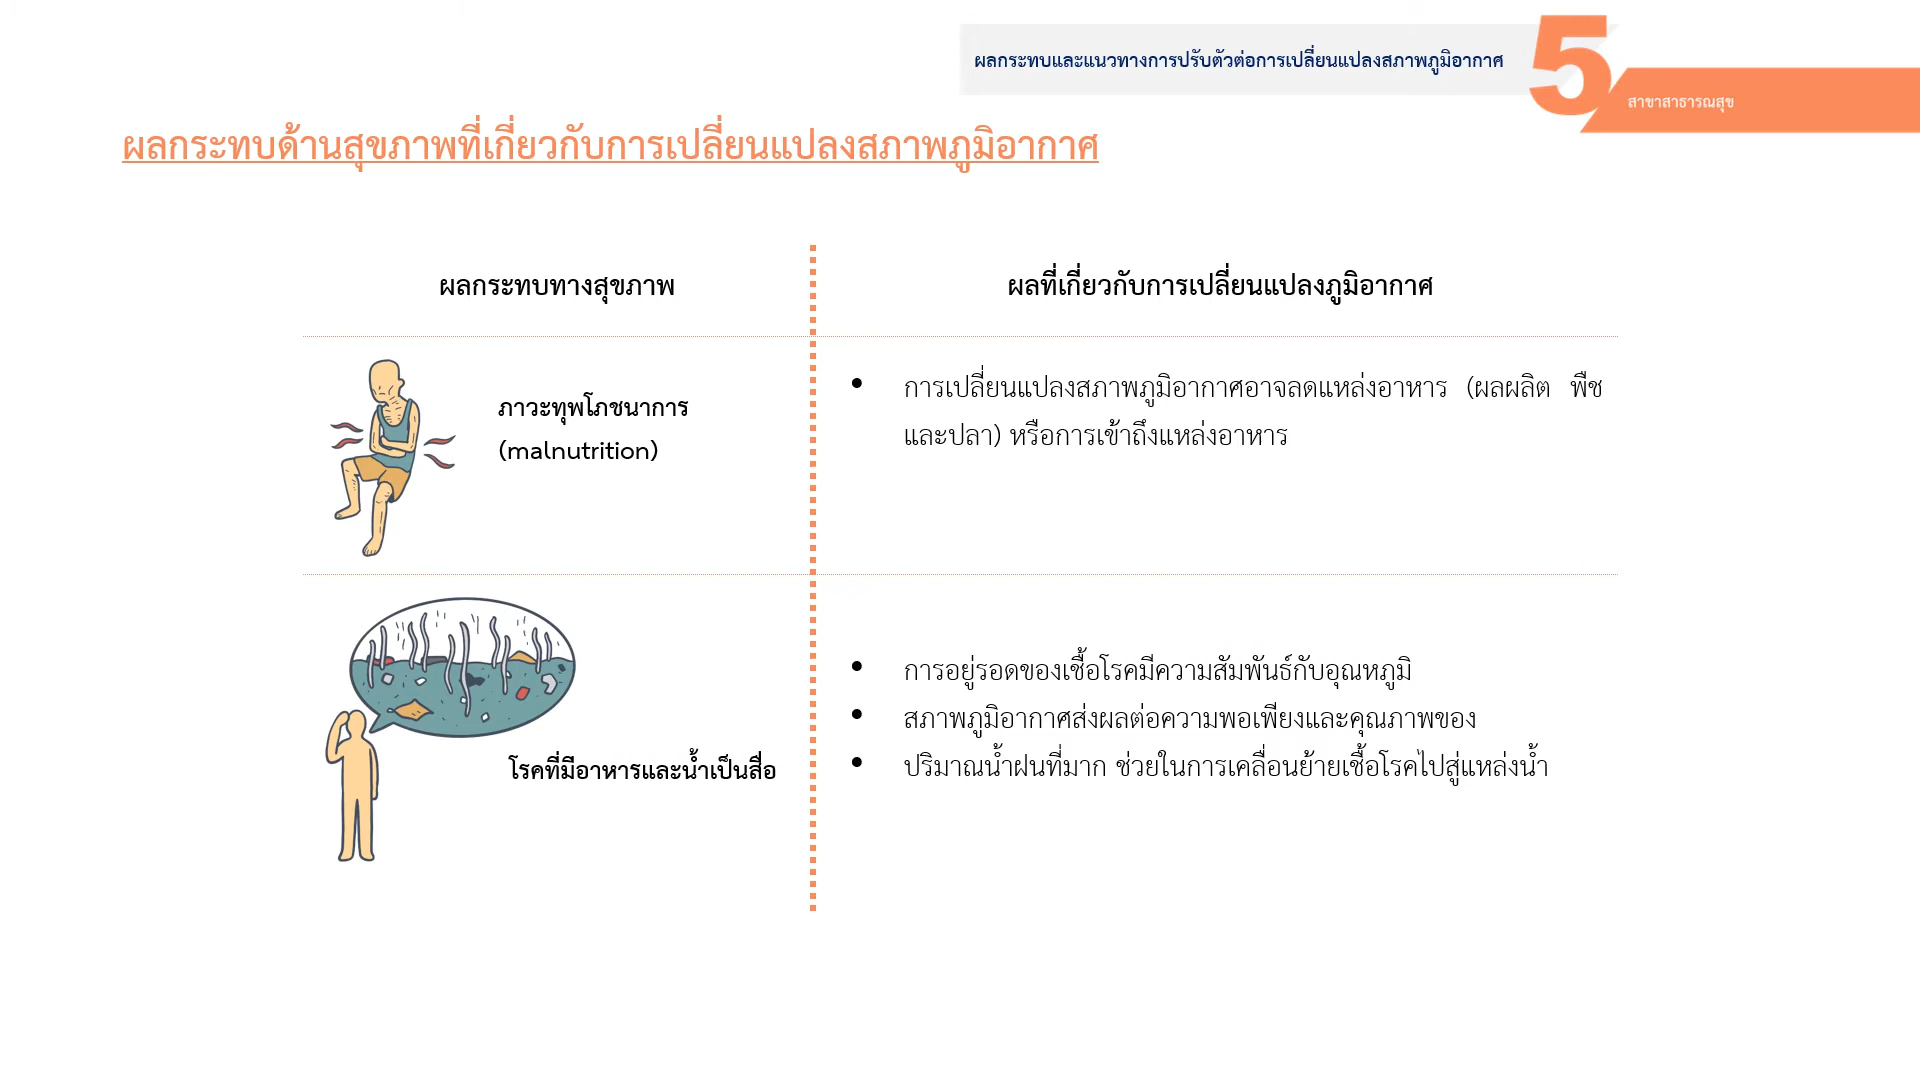 ผลกระทบและแนวทางการปรับตัวต่อการเปลี่ยนแปลงสภาพภูมิอากาศ
5
สาขาสาธารณสุข
ผลกระทบด้านสุขภาพที่เกี่ยวกับการเปลี่ยนแปลงสภาพภูมิอากาศ
ผลกระทบทางสุขภาพ
ผลที่เกี่ยวกับการเปลี่ยนแปลงภูมิอากาศ
ภาวะทุพโภชนาการ
(malnutrition)
• การเปลี่ยนแปลงสภาพภูมิอากาศอาจลดแหล่งอาหาร (ผลผลิต พืช
และปลา) หรือการเข้าถึงแหล่งอาหาร
โรคที่มีอาหารและน้ำเป็นสื่อ
• การอยู่รอดของเชื้อโรคมีความสัมพันธ์กับอุณหภูมิ
• สภาพภูมิอากาศส่งผลต่อความพอเพียงและคุณภาพของ
• ปริมาณน้ำฝนที่มาก ช่วยในการเคลื่อนย้ายเชื้อโรคไปสู่แหล่งน้ำ